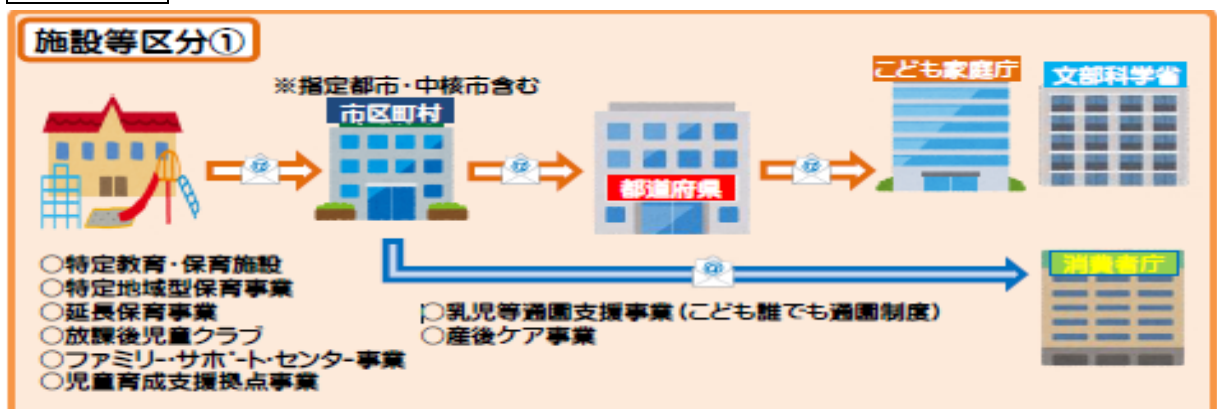 施設等区分①
※指定都市・中核市含む
市区町村
都道府県
こども家庭庁
文部科学省
消費者庁
○特定教育・保育施設
○特定地域型保育事業
○延長保育事業
○放課後児童クラブ
○ファミリー・サポート・センター事業
○児童育成支援拠点事業
○乳児等通園支援事業(こども誰でも通園制度)
○産後ケア事業